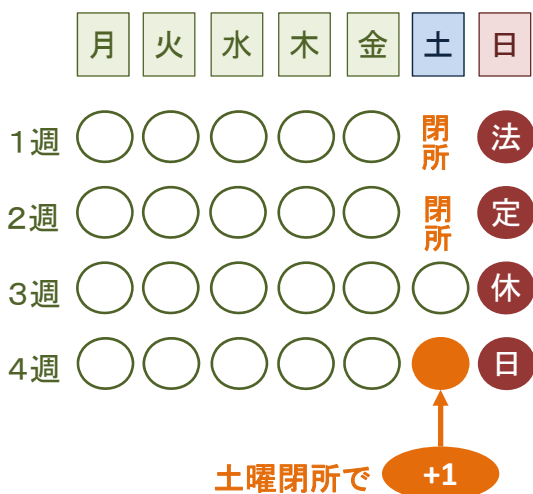 月 火 水 木 金 土 日
1週 閉所 法
2週 閉所 定
3週 休
4週 日
土曜閉所で +1